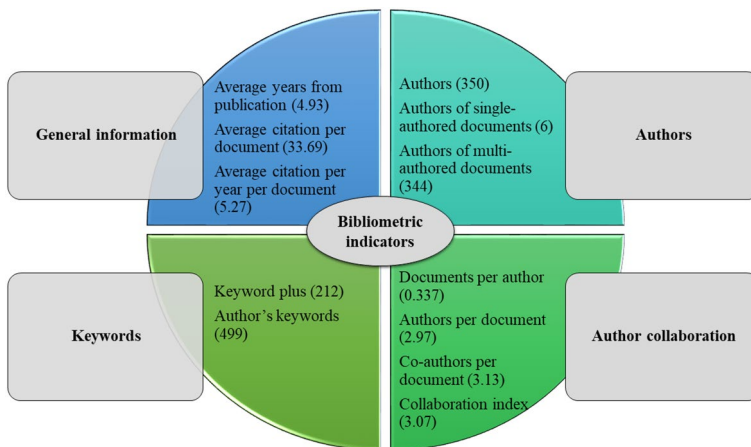 General information
Average years from
publication (4.93)
Average citation per
document (33.69)
Average citation per
year per document
(5.27)
Authors (350)
Authors of single-
authored documents (6)
Authors of multi-
authored documents
(344)
Authors
Bibliometric
indicators
Keywords
Keyword plus (212)
Author’s keywords
(499)
Documents per author
(0.337)
Authors per document
(2.97)
Co-authors per
document (3.13)
Collaboration index
(3.07)
Author collaboration